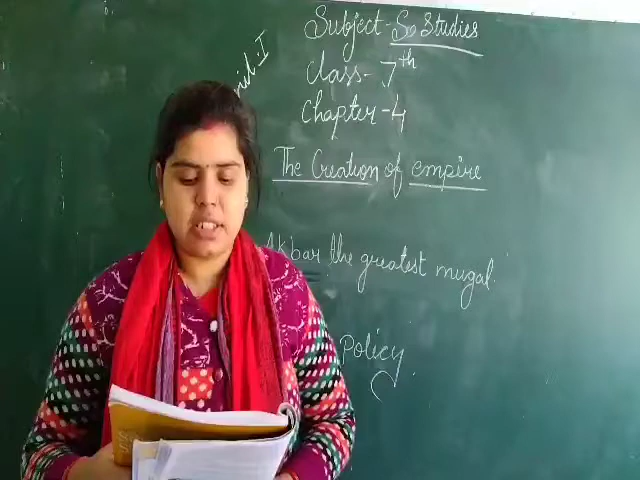 Subject- So Studies
class- 7th
Chapter-4
The Creation of empire
Akbar the greatest mugal.
Policy